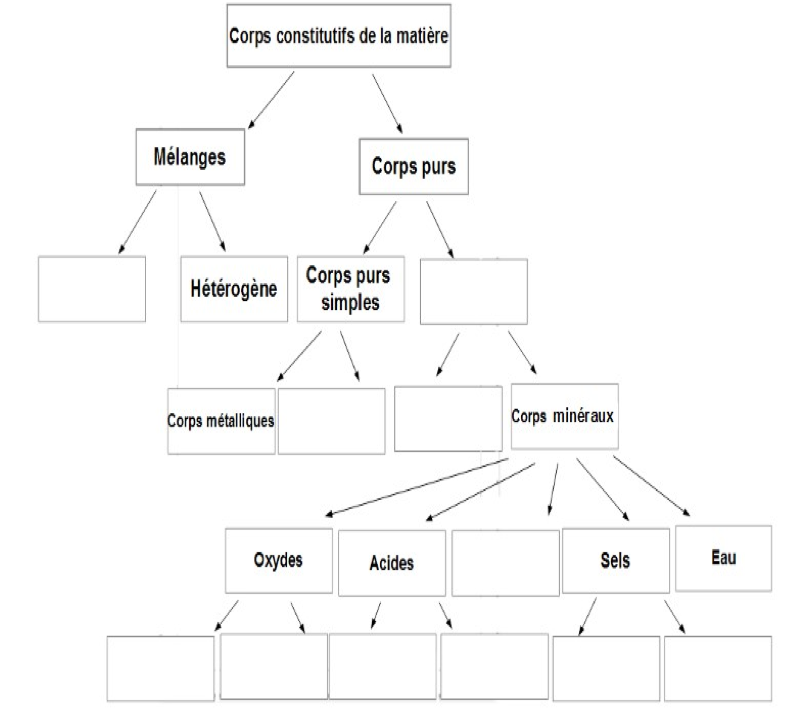 Corps constitutifs de la matière
Mélanges
Corps purs
Hétérogène
Corps purs
simples
Corps métalliques
Corps minéraux
Oxydes
Acides
Sels
Eau